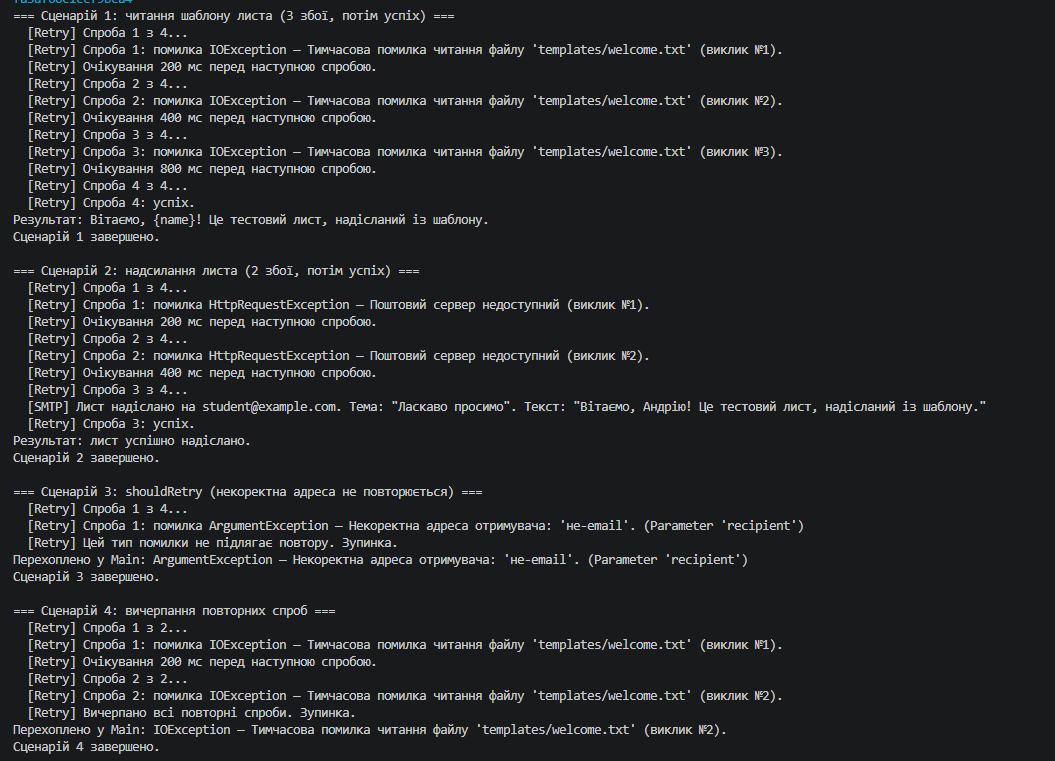 === Сценарій 1: читання шаблону листа (3 збої, потім успіх) ===
[Retry] Спроба 1 з 4...
[Retry] Спроба 1: помилка IOException — Тимчасова помилка читання файлу 'templates/welcome.txt' (виклик №1).
[Retry] Очікування 200 мс перед наступною спробою.
[Retry] Спроба 2 з 4...
[Retry] Спроба 2: помилка IOException — Тимчасова помилка читання файлу 'templates/welcome.txt' (виклик №2).
[Retry] Очікування 400 мс перед наступною спробою.
[Retry] Спроба 3 з 4...
[Retry] Спроба 3: помилка IOException — Тимчасова помилка читання файлу 'templates/welcome.txt' (виклик №3).
[Retry] Очікування 800 мс перед наступною спробою.
[Retry] Спроба 4 з 4...
[Retry] Спроба 4: успіх.
Результат: Вітаємо, {name}! Це тестовий лист, надісланий із шаблону.
Сценарій 1 завершено.
=== Сценарій 2: надсилання листа (2 збої, потім успіх) ===
[Retry] Спроба 1 з 4...
[Retry] Спроба 1: помилка HttpRequestException — Поштовий сервер недоступний (виклик №1).
[Retry] Очікування 200 мс перед наступною спробою.
[Retry] Спроба 2 з 4...
[Retry] Спроба 2: помилка HttpRequestException — Поштовий сервер недоступний (виклик №2).
[Retry] Очікування 400 мс перед наступною спробою.
[Retry] Спроба 3 з 4...
[SMTP] Лист надіслано на student@example.com. Тема: "Ласкаво просимо". Текст: "Вітаємо, Андрію! Це тестовий лист, надісланий із шаблону."
[Retry] Спроба 3: успіх.
Результат: лист успішно надіслано.
Сценарій 2 завершено.
=== Сценарій 3: shouldRetry (некоректна адреса не повторюється) ===
[Retry] Спроба 1 з 4...
[Retry] Спроба 1: помилка ArgumentException — Некоректна адреса отримувача: 'не-email'. (Parameter 'recipient')
[Retry] Цей тип помилки не підлягає повтору. Зупинка.
Перехоплено у Main: ArgumentException — Некоректна адреса отримувача: 'не-email'. (Parameter 'recipient')
Сценарій 3 завершено.
=== Сценарій 4: вичерпання повторних спроб ===
[Retry] Спроба 1 з 2...
[Retry] Спроба 1: помилка IOException — Тимчасова помилка читання файлу 'templates/welcome.txt' (виклик №1).
[Retry] Очікування 200 мс перед наступною спробою.
[Retry] Спроба 2 з 2...
[Retry] Спроба 2: помилка IOException — Тимчасова помилка читання файлу 'templates/welcome.txt' (виклик №2).
[Retry] Вичерпано всі повторні спроби. Зупинка.
Перехоплено у Main: IOException — Тимчасова помилка читання файлу 'templates/welcome.txt' (виклик №2).
Сценарій 4 завершено.